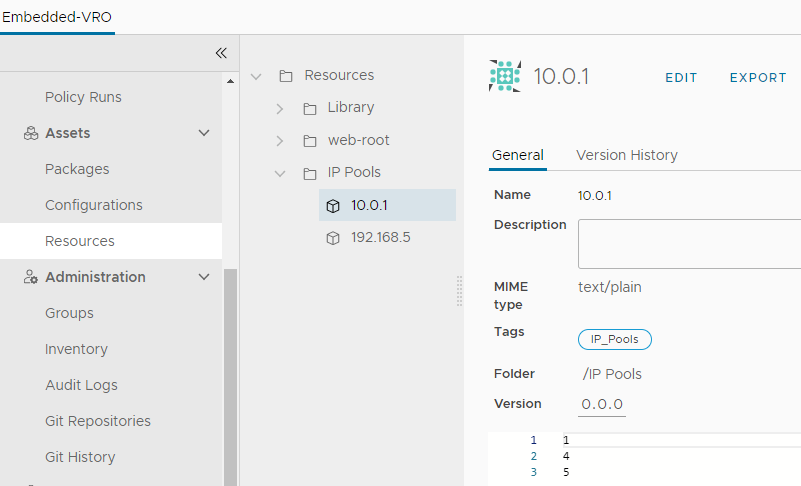 Embedded-VRO
Policy Runs
Assets
Packages
Configurations
Resources
Administration
Groups
Inventory
Audit Logs
Git Repositories
Git History
Resources
Library
web-root
IP Pools
10.0.1
192.168.5
10.0.1 EDIT EXPORT
General Version History
Name 10.0.1
Description
MIME type text/plain
Tags IP_Pools
Folder /IP Pools
Version 0.0.0
1 1
2 4
3 5